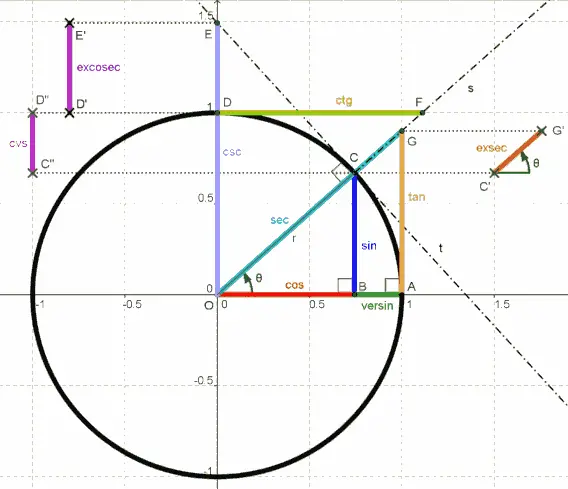 1.5
E'
E
excosec
D''
D'
1
D
ctg
F
s
G
G'
cvs
csc
C
exsec
θ
C''
C'
0.5
tan
sec
r
sin
t
θ
cos
0
B
A
O
versin
-1
-0.5
0
0.5
1
1.5
-0.5
-1